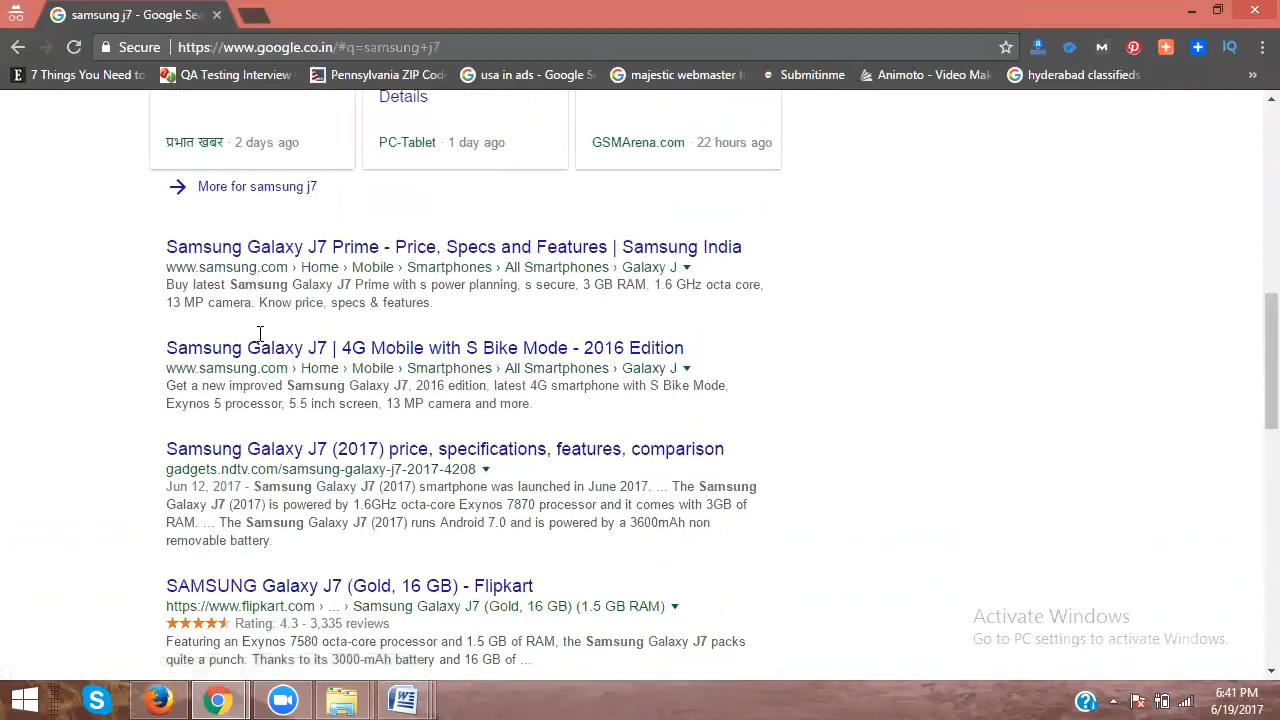 samsung j7 - Google Sea
Secure
https://www.google.co.in/#q=samsung+j7
7 Things You Need to
QA Testing Interview
Pennsylvania ZIP Cod
usa in ads - Google S
majestic webmaster t
Submitinme
Animoto - Video Mak
hyderabad classifieds
Details
प्रभात खबर · 2 days ago
PC-Tablet · 1 day ago
GSMArena.com · 22 hours ago
More for samsung j7
Samsung Galaxy J7 Prime - Price, Specs and Features | Samsung India
www.samsung.com › Home › Mobile › Smartphones › All Smartphones › Galaxy J
Buy latest Samsung Galaxy J7 Prime with s power planning, s secure, 3 GB RAM, 1.6 GHz octa core,
13 MP camera. Know price, specs & features.
Samsung Galaxy J7 | 4G Mobile with S Bike Mode - 2016 Edition
www.samsung.com › Home › Mobile › Smartphones › All Smartphones › Galaxy J
Get a new improved Samsung Galaxy J7, 2016 edition, latest 4G smartphone with S Bike Mode,
Exynos 5 processor, 5.5 inch screen, 13 MP camera and more.
Samsung Galaxy J7 (2017) price, specifications, features, comparison
gadgets.ndtv.com/samsung-galaxy-j7-2017-4208
Jun 12, 2017 - Samsung Galaxy J7 (2017) smartphone was launched in June 2017. ... The Samsung
Galaxy J7 (2017) is powered by 1.6GHz octa-core Exynos 7870 processor and it comes with 3GB of
RAM. ... The Samsung Galaxy J7 (2017) runs Android 7.0 and is powered by a 3600mAh non
removable battery.
SAMSUNG Galaxy J7 (Gold, 16 GB) - Flipkart
https://www.flipkart.com › ... › Samsung Galaxy J7 (Gold, 16 GB) (1.5 GB RAM)
Rating: 4.3 - 3,335 reviews
Featuring an Exynos 7580 octa-core processor and 1.5 GB of RAM, the Samsung Galaxy J7 packs
quite a punch. Thanks to its 3000-mAh battery and 16 GB of ...
Activate Windows
Go to PC settings to activate Windows.
6:41 PM
6/19/2017